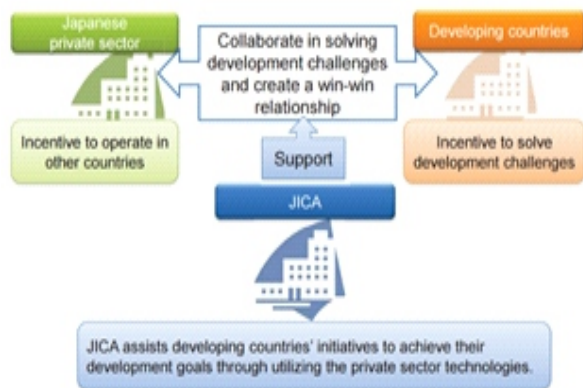 Japanese
private sector
Collaborate in solving
development challenges
and create a win-win
relationship
Developing countries
Incentive to operate in
other countries
Incentive to solve
development challenges
Support
JICA
JICA assists developing countries' initiatives to achieve their
development goals through utilizing the private sector technologies.